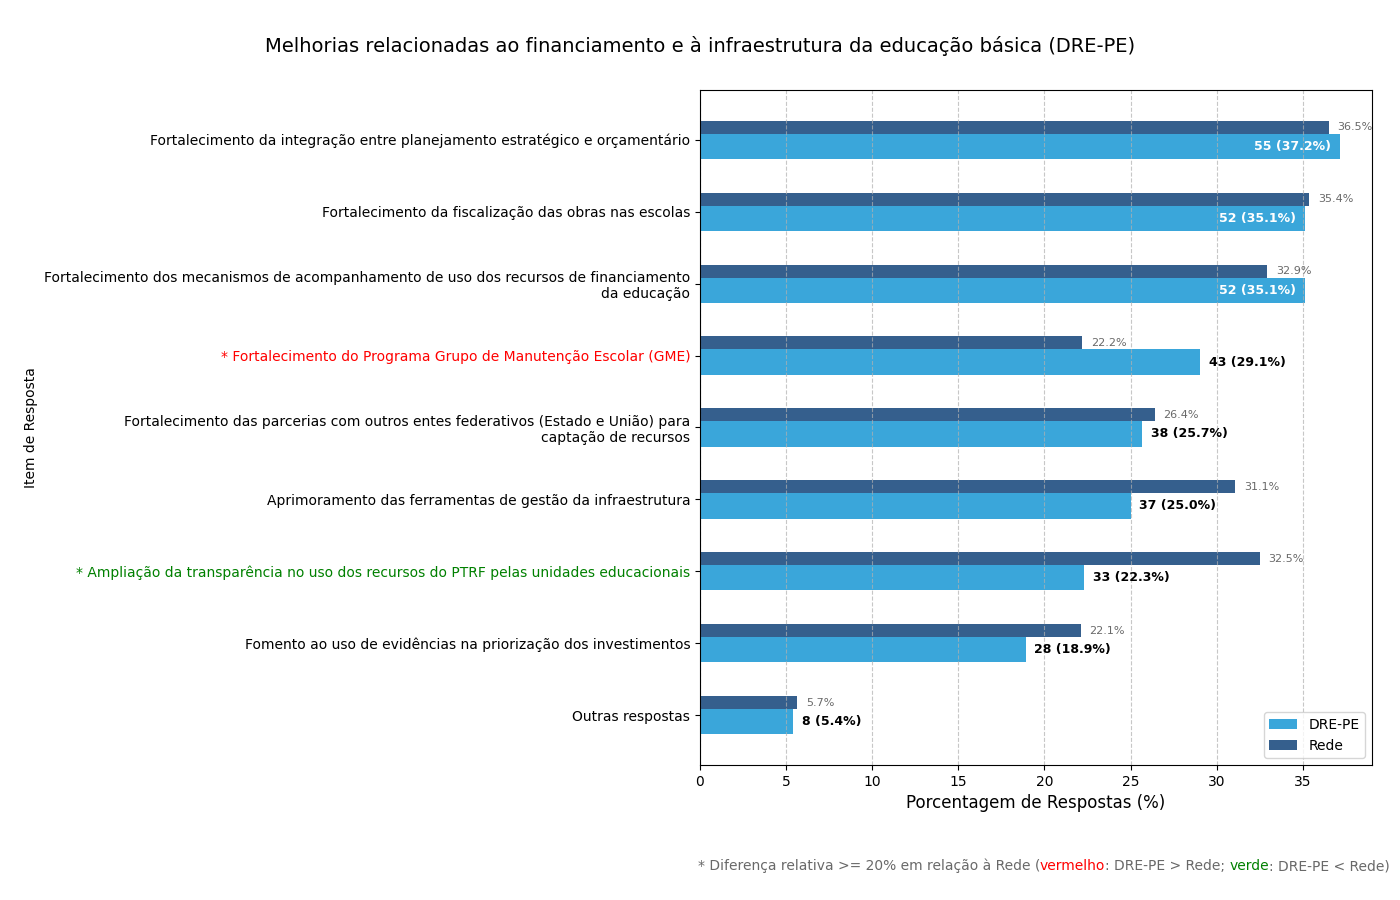 Melhorias relacionadas ao financiamento e à infraestrutura da educação básica (DRE-PE)
Item de Resposta
Fortalecimento da integração entre planejamento estratégico e orçamentário
36.5%
55 (37.2%)
Fortalecimento da fiscalização das obras nas escolas
35.4%
52 (35.1%)
Fortalecimento dos mecanismos de acompanhamento de uso dos recursos de financiamento
da educação
32.9%
52 (35.1%)
* Fortalecimento do Programa Grupo de Manutenção Escolar (GME)
22.2%
43 (29.1%)
Fortalecimento das parcerias com outros entes federativos (Estado e União) para
captação de recursos
26.4%
38 (25.7%)
Aprimoramento das ferramentas de gestão da infraestrutura
31.1%
37 (25.0%)
* Ampliação da transparência no uso dos recursos do PTRF pelas unidades educacionais
32.5%
33 (22.3%)
Fomento ao uso de evidências na priorização dos investimentos
22.1%
28 (18.9%)
Outras respostas
5.7%
8 (5.4%)
DRE-PE
Rede
0 5 10 15 20 25 30 35
Porcentagem de Respostas (%)
* Diferença relativa >= 20% em relação à Rede (vermelho: DRE-PE > Rede; verde: DRE-PE < Rede)